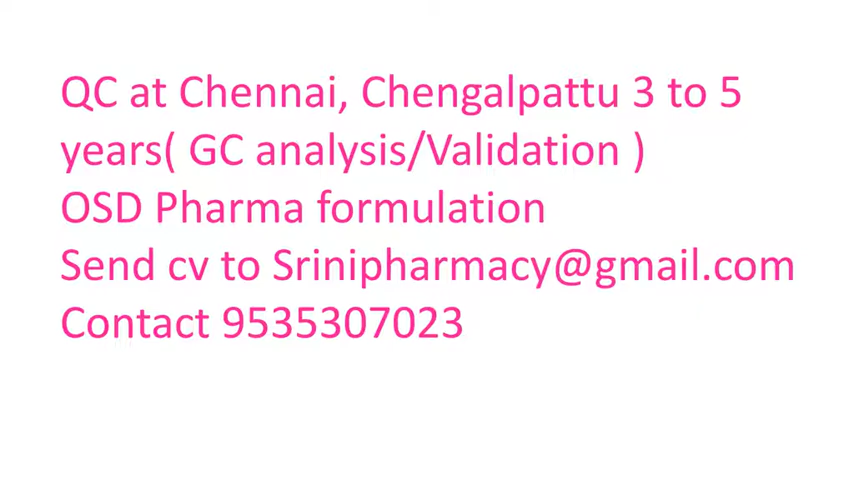 QC at Chennai, Chengalpattu 3 to 5
years( GC analysis/Validation )
OSD Pharma formulation
Send cv to Srinipharmacy@gmail.com
Contact 9535307023